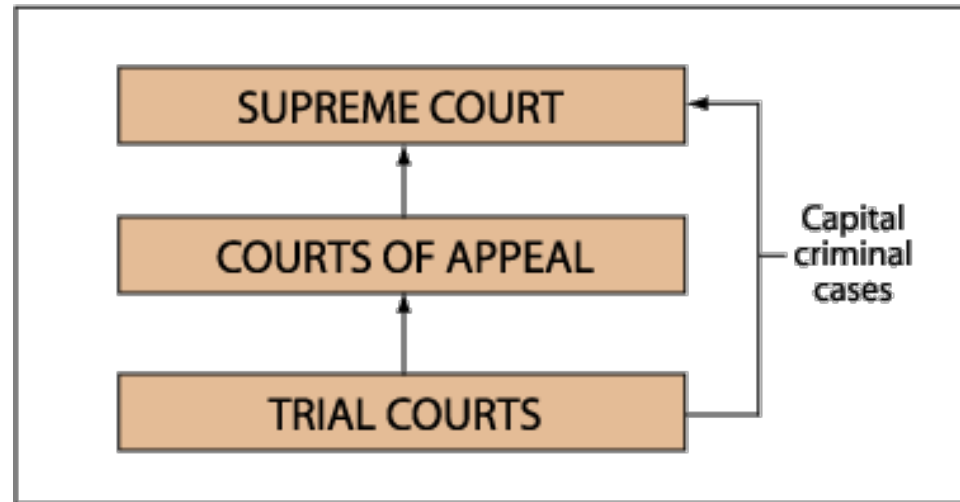 SUPREME COURT
COURTS OF APPEAL
Capital
criminal
cases
TRIAL COURTS